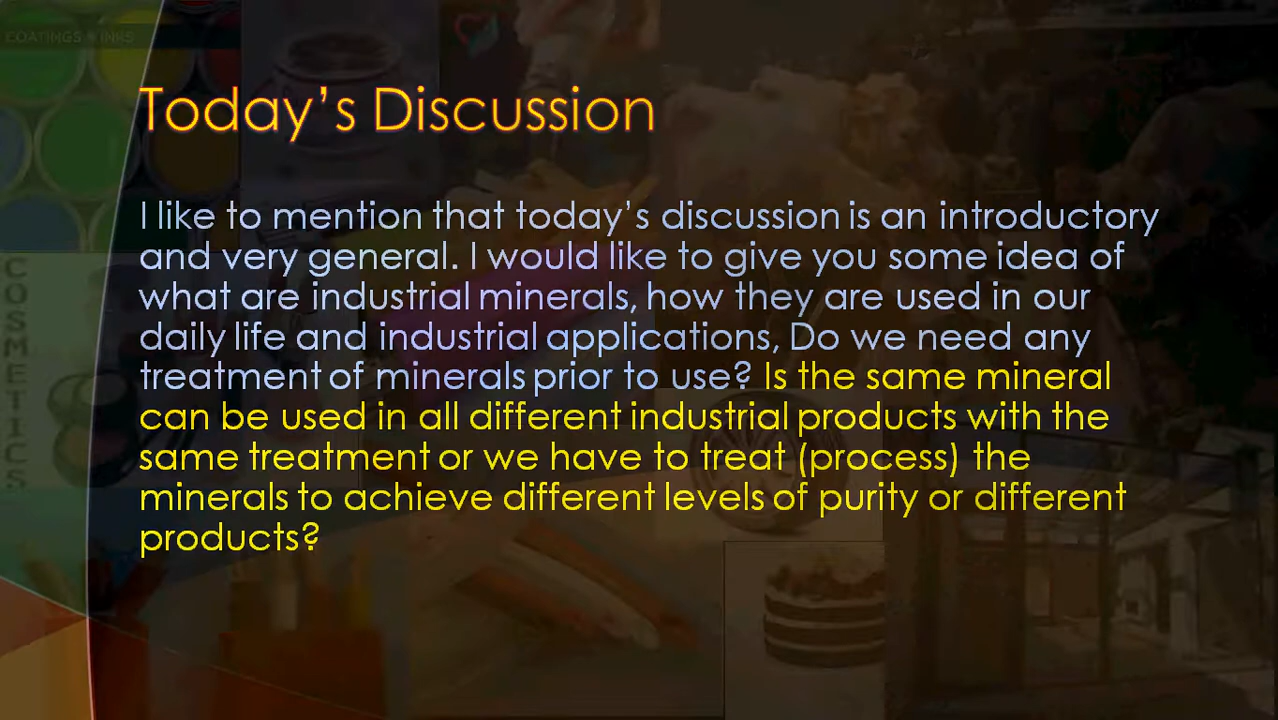 COATINGS & INKS
Today's Discussion
I like to mention that today's discussion is an introductory
and very general. I would like to give you some idea of
what are industrial minerals, how they are used in our
daily life and industrial applications, Do we need any
treatment of minerals prior to use? Is the same mineral
can be used in all different industrial products with the
same treatment or we have to treat (process) the
minerals to achieve different levels of purity or different
products?
COSMETICS